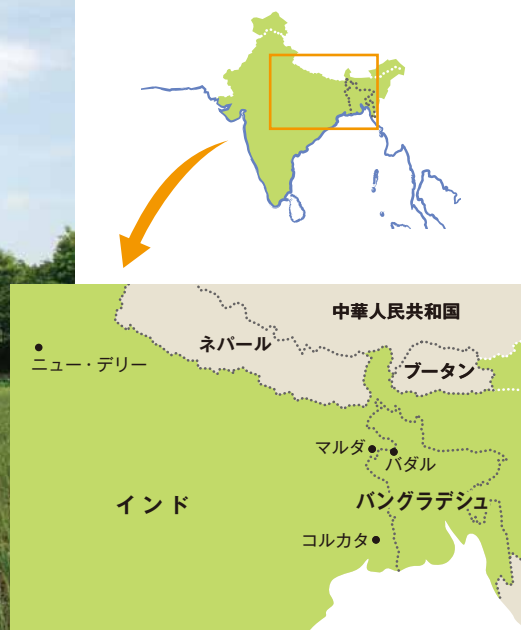 中華人民共和国
ネパール
ニュー・デリー
ブータン
マルダ
バダル
インド
バングラデシュ
コルカタ